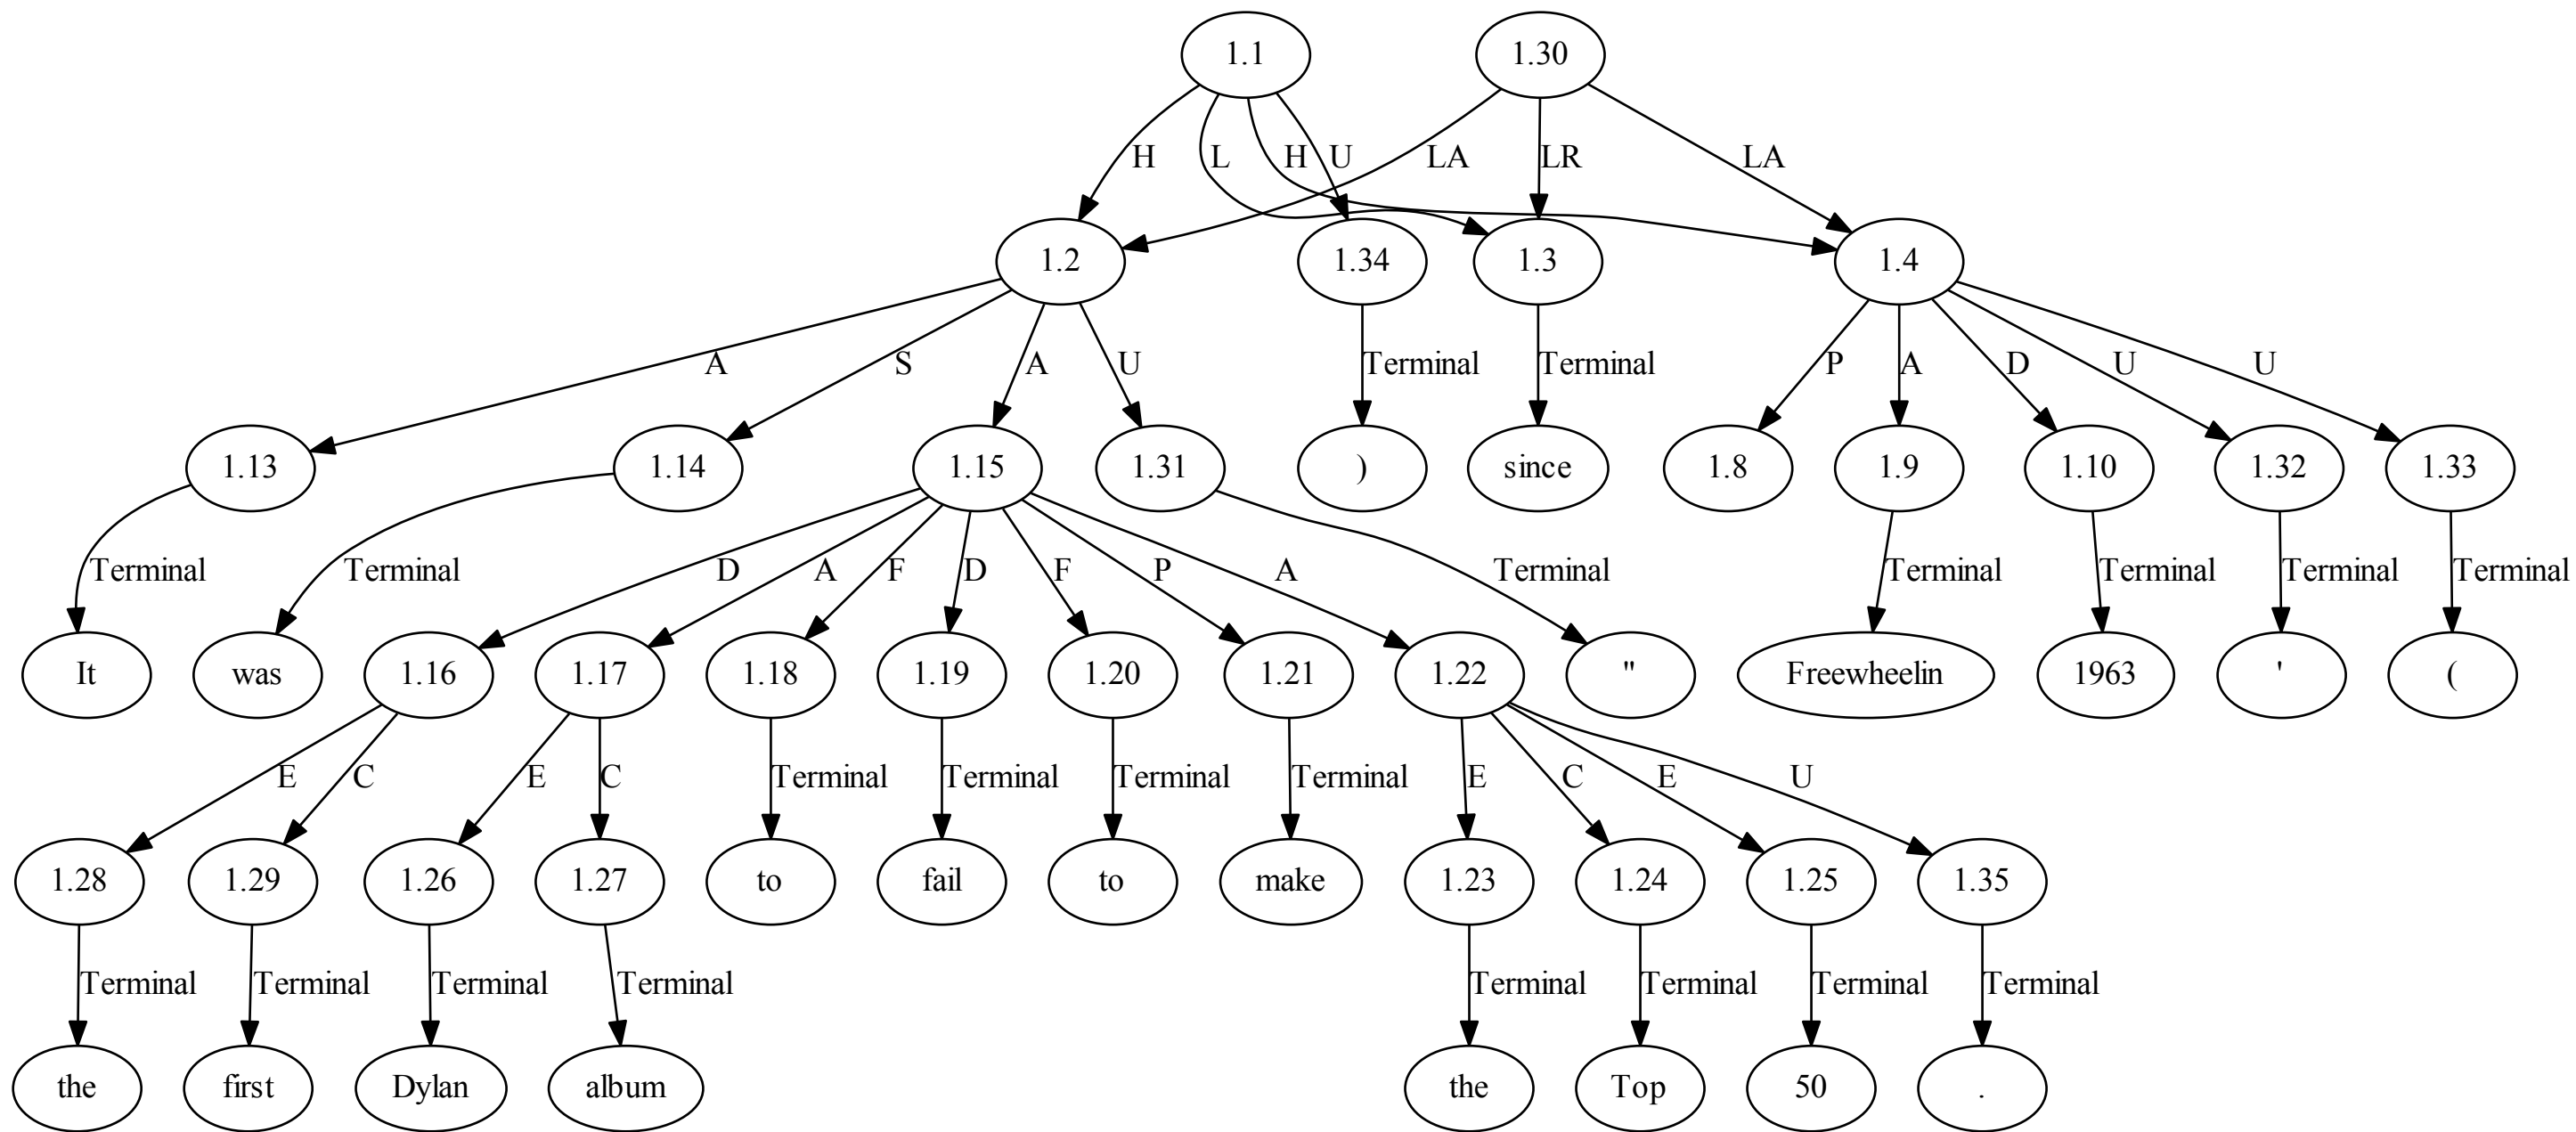 1.1 1.30
H L H U LA LR LA
1.2 1.34 1.3 1.4
A S A U Terminal Terminal P A D U U
1.13 1.14 1.15 1.31 ) since 1.8 1.9 1.10 1.32 1.33
Terminal Terminal D A F D F P A Terminal Terminal Terminal Terminal Terminal
It was 1.16 1.17 1.18 1.19 1.20 1.21 1.22 " Freewheelin 1963 ' (
E C E C Terminal Terminal Terminal Terminal E C E U
1.28 1.29 1.26 1.27 to fail to make 1.23 1.24 1.25 1.35
Terminal Terminal Terminal Terminal Terminal Terminal Terminal Terminal
the first Dylan album the Top 50 .